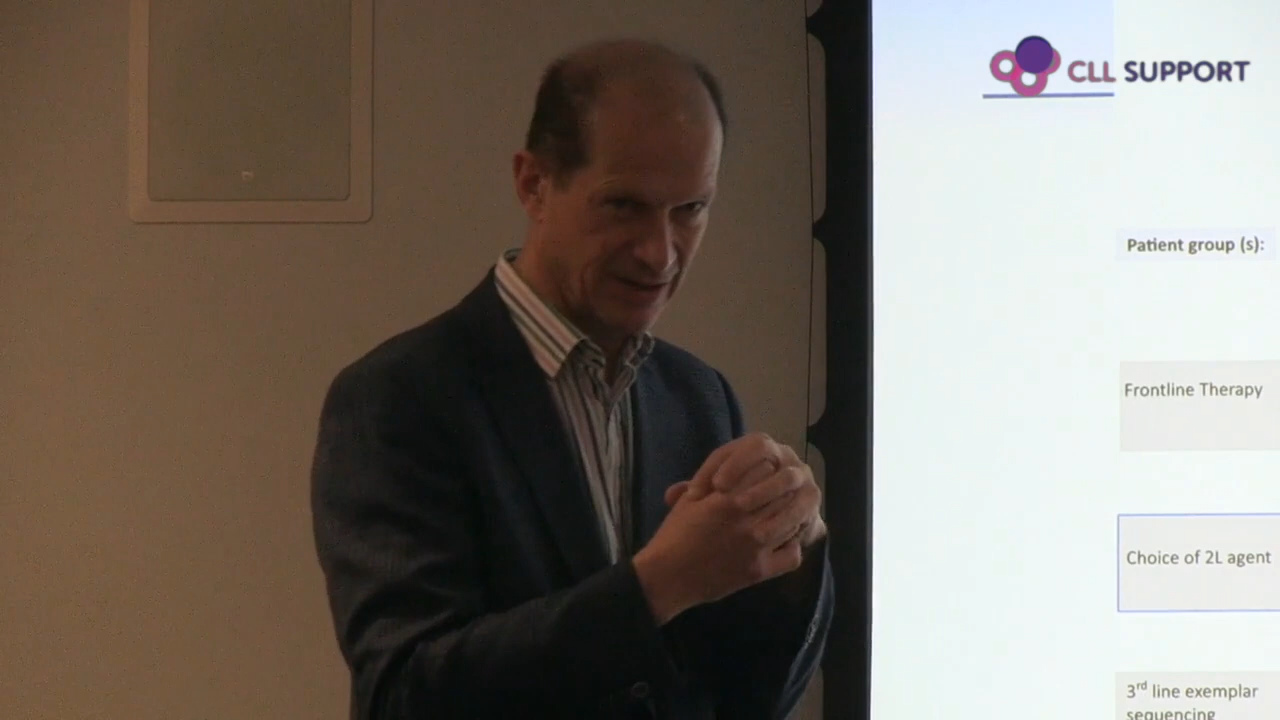 CLL SUPPORT
Patient group (s):
Frontline Therapy
Choice of 2L agent
3rd line exemplar
sequencing